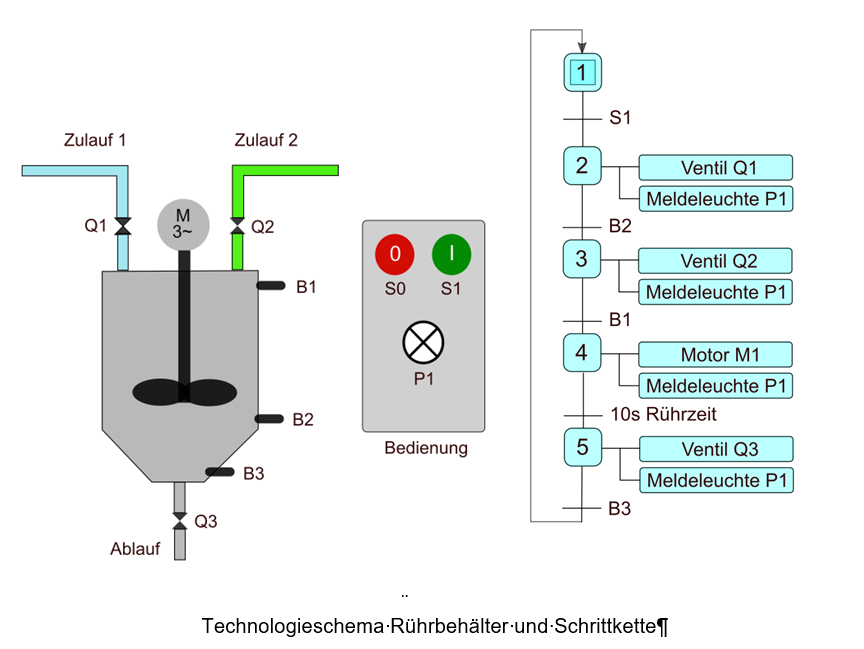 Zulauf 1
Zulauf 2
Q1
M
3~
Q2
B1
B2
B3
Q3
Ablauf
0
I
S0
S1
P1
Bedienung
1
S1
2
Ventil Q1
Meldeleuchte P1
B2
3
Ventil Q2
Meldeleuchte P1
B1
4
Motor M1
Meldeleuchte P1
10s Rührzeit
5
Ventil Q3
Meldeleuchte P1
B3
¨
Technologieschema·Rührbehälter·und·Schrittkette¶